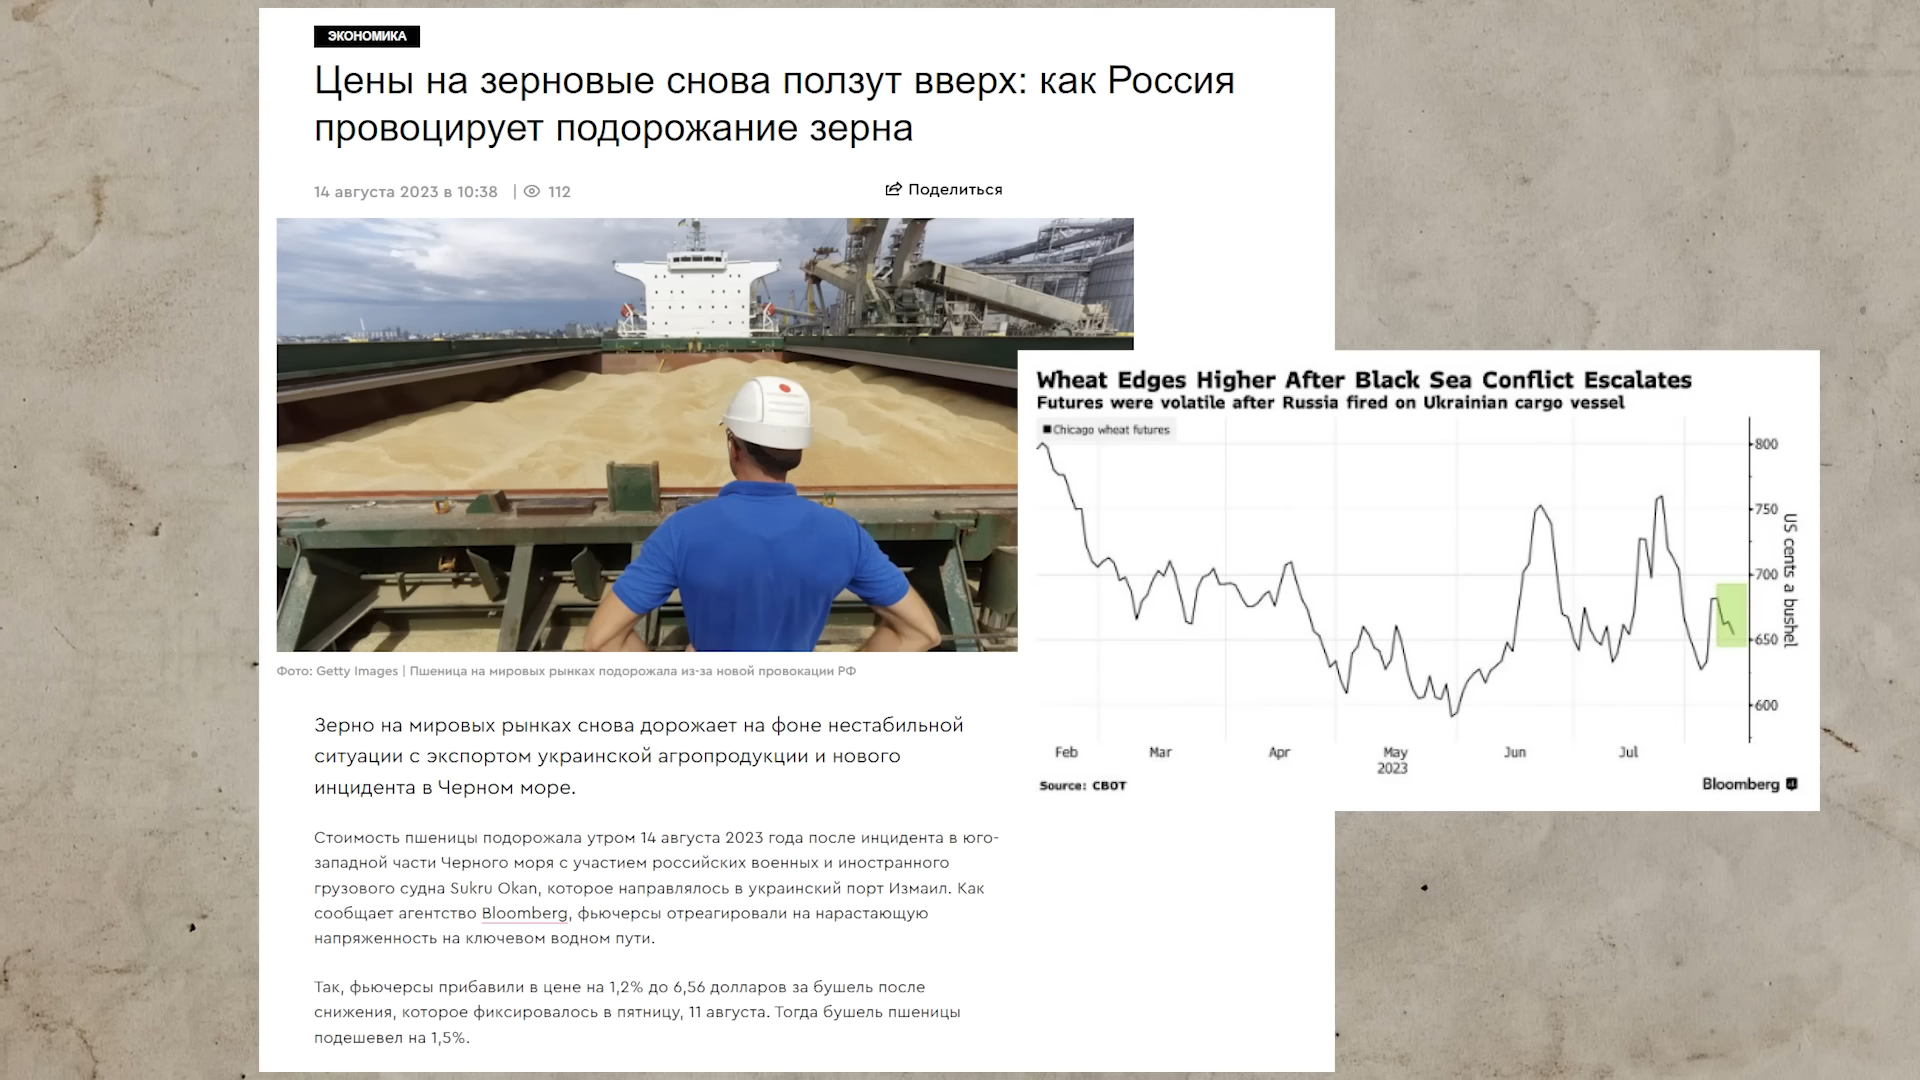 ЭКОНОМИКА
Цены на зерновые снова ползут вверх: как Россия
провоцирует подорожание зерна
14 августа 2023 в 10:38 | 112
Поделиться
Фото: Getty Images | Пшеница на мировых рынках подорожала из-за новой провокации РФ
Зерно на мировых рынках снова дорожает на фоне нестабильной
ситуации с экспортом украинской агропродукции и нового
инцидента в Черном море.
Стоимость пшеницы подорожала утром 14 августа 2023 года после инцидента в юго-
западной части Черного моря с участием российских военных и иностранного
грузового судна Sukru Okan, которое направлялось в украинский порт Измаил. Как
сообщает агентство Bloomberg, фьючерсы отреагировали на нарастающую
напряженность на ключевом водном пути.
Так, фьючерсы прибавили в цене на 1,2% до 6,56 долларов за бушель после
снижения, которое фиксировалось в пятницу, 11 августа. Тогда бушель пшеницы
подешевел на 1,5%.
Wheat Edges Higher After Black Sea Conflict Escalates
Futures were volatile after Russia fired on Ukrainian cargo vessel
Chicago wheat futures
800
750
700
650
600
US cents a bushel
Feb Mar Apr May Jun Jul
2023
Source: CBOT
Bloomberg